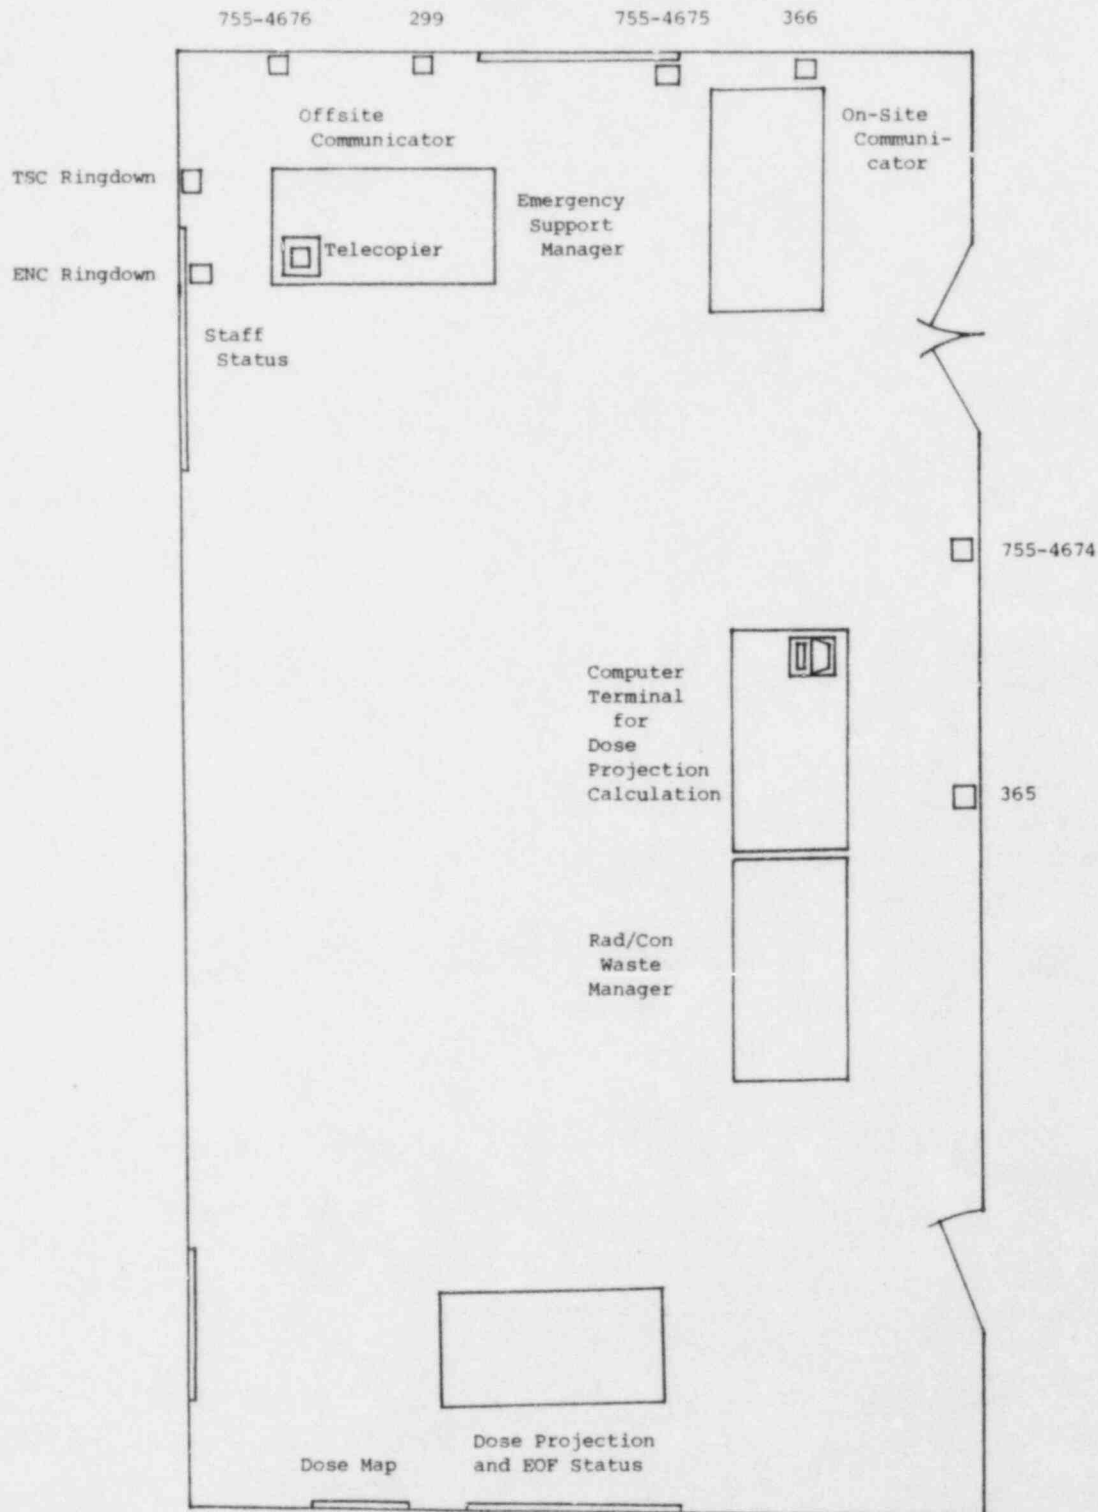 755-4676
299
755-4675
366
Offsite
Communicator
On-Site
Communi-
cator
TSC Ringdown
Emergency
Support
Manager
Telecopier
ENC Ringdown
Staff
Status
755-4674
Computer
Terminal
for
Dose
Projection
Calculation
365
Rad/Con
Waste
Manager
Dose Projection
and EOF Status
Dose Map